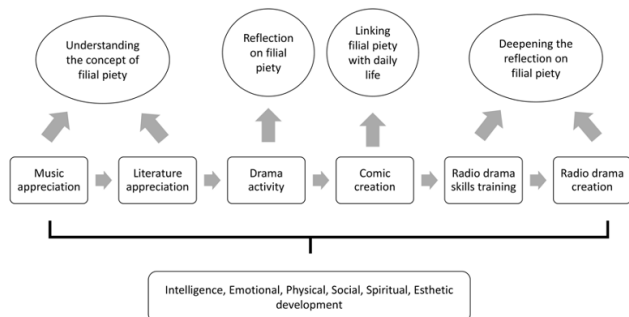 Understanding
the concept of
filial piety
Reflection
on filial
piety
Linking
filial piety
with daily
life
Deepening the
reflection on
filial piety
Music
appreciation
Literature
appreciation
Drama
activity
Comic
creation
Radio drama
skills training
Radio drama
creation
Intelligence, Emotional, Physical, Social, Spiritual, Esthetic
development